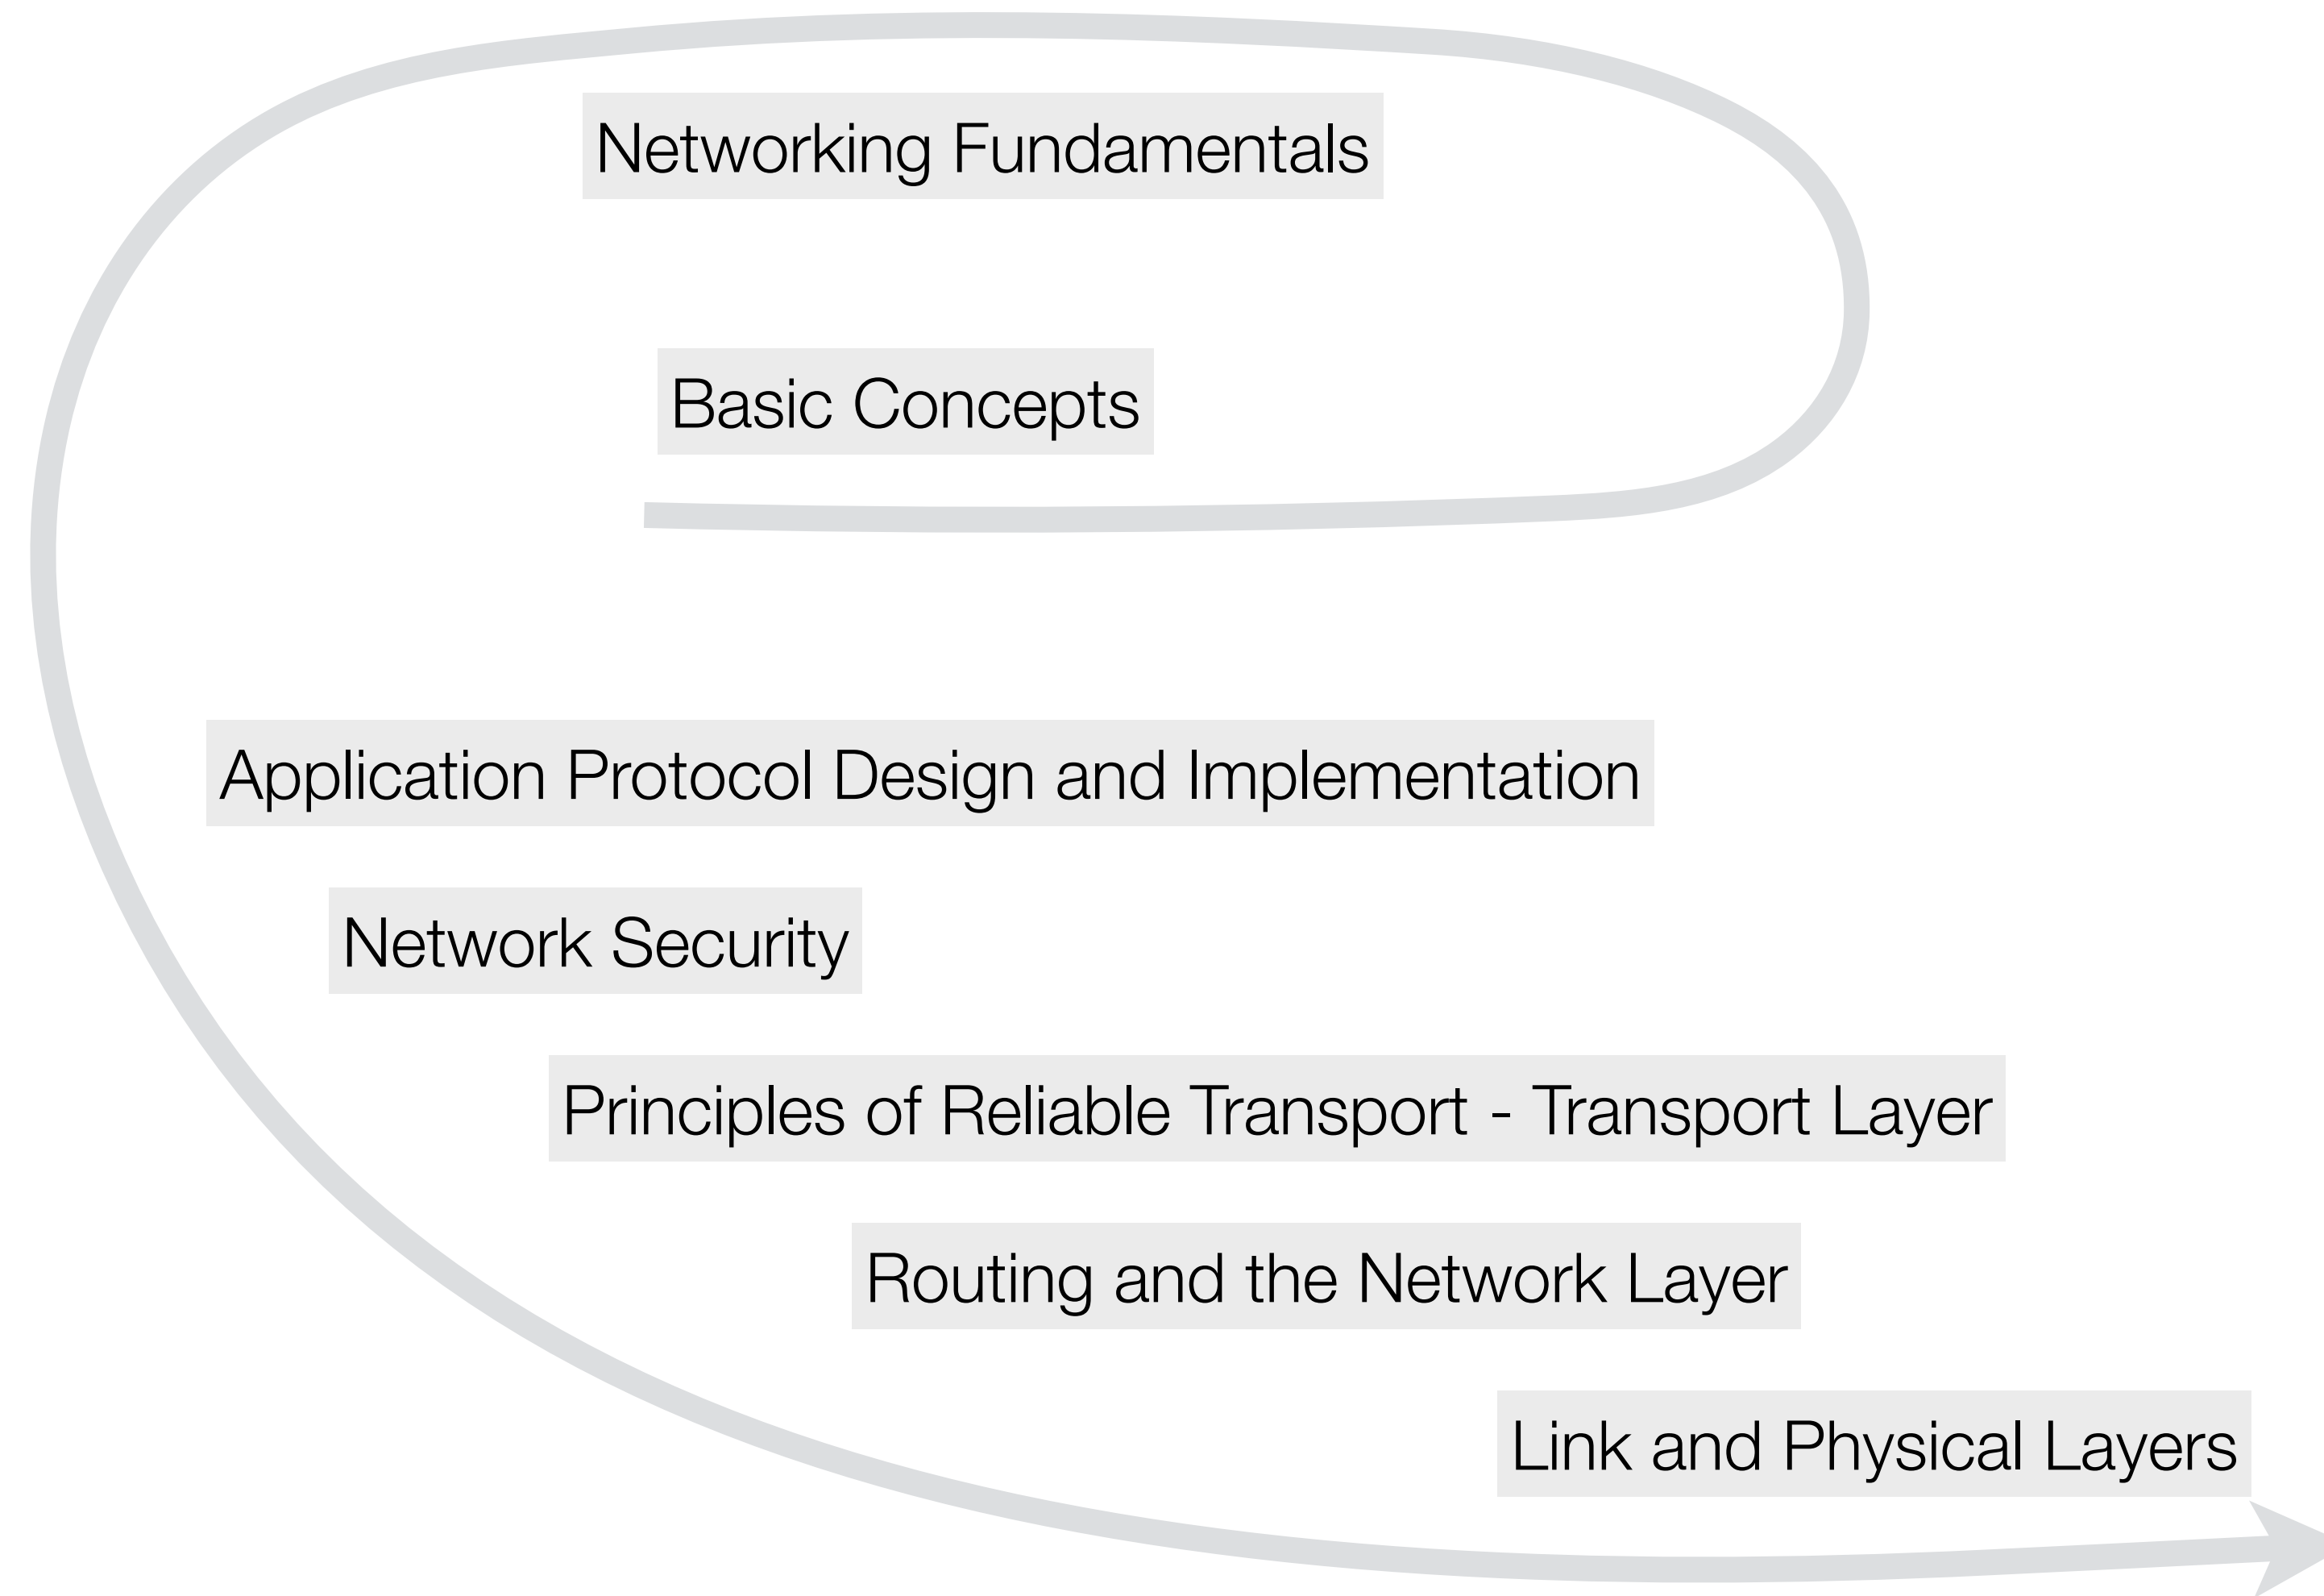 Networking Fundamentals
Basic Concepts
Application Protocol Design and Implementation
Network Security
Principles of Reliable Transport - Transport Layer
Routing and the Network Layer
Link and Physical Layers